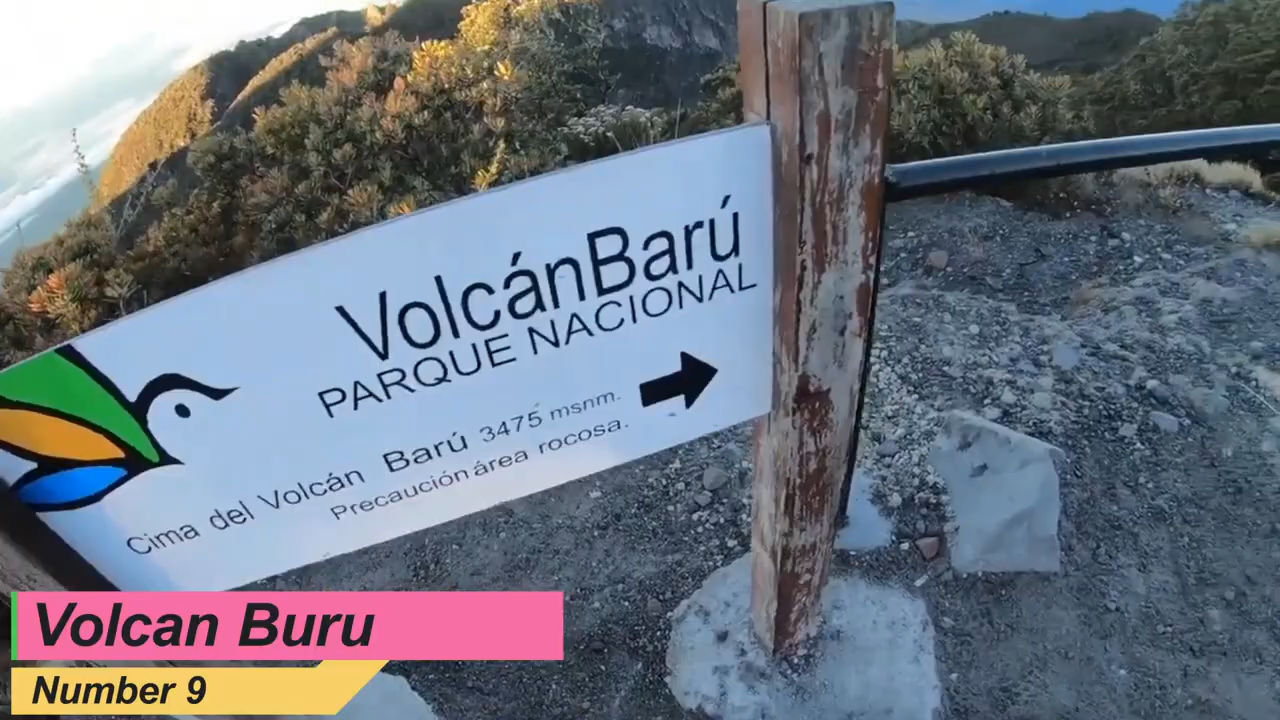 VolcánBarú
PARQUE NACIONAL
Cima del Volcán Barú 3475 msnm.
Precaución área rocosa.
Volcan Buru
Number 9